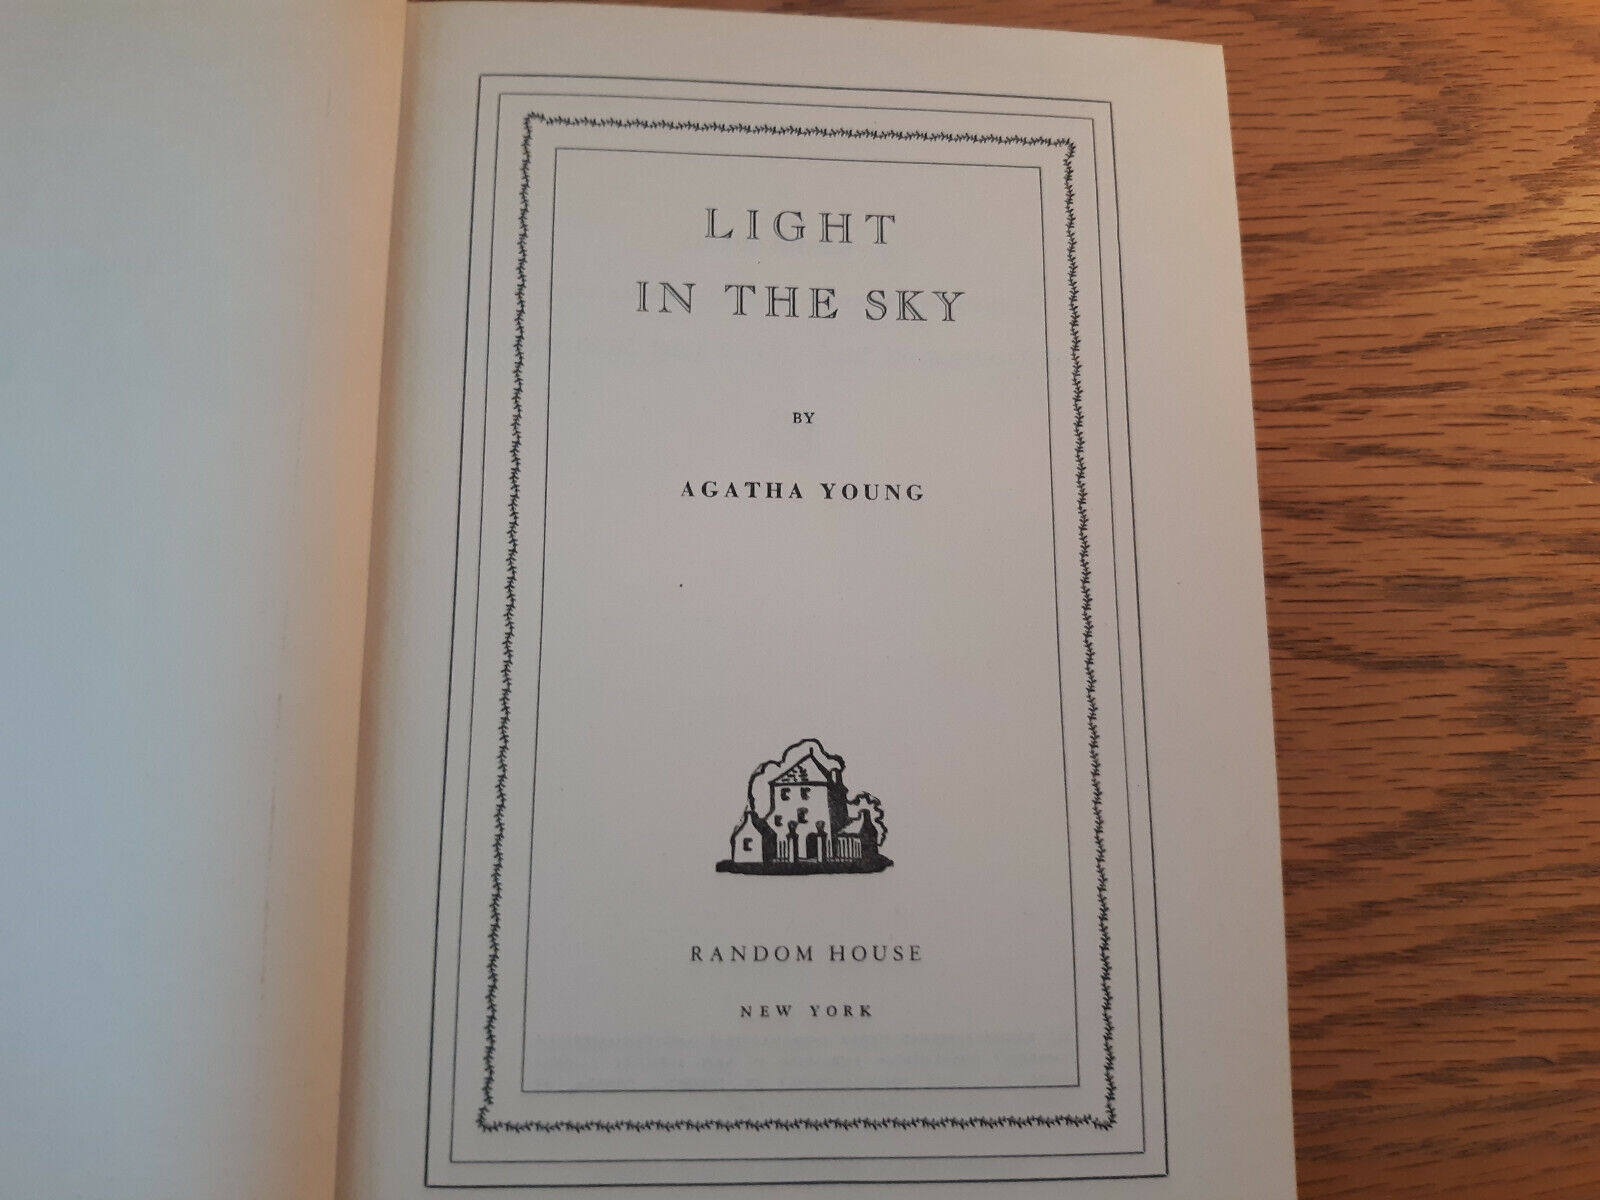 LIGHT
IN THE SKY
BY
AGATHA YOUNG
RANDOM HOUSE
NEW YORK